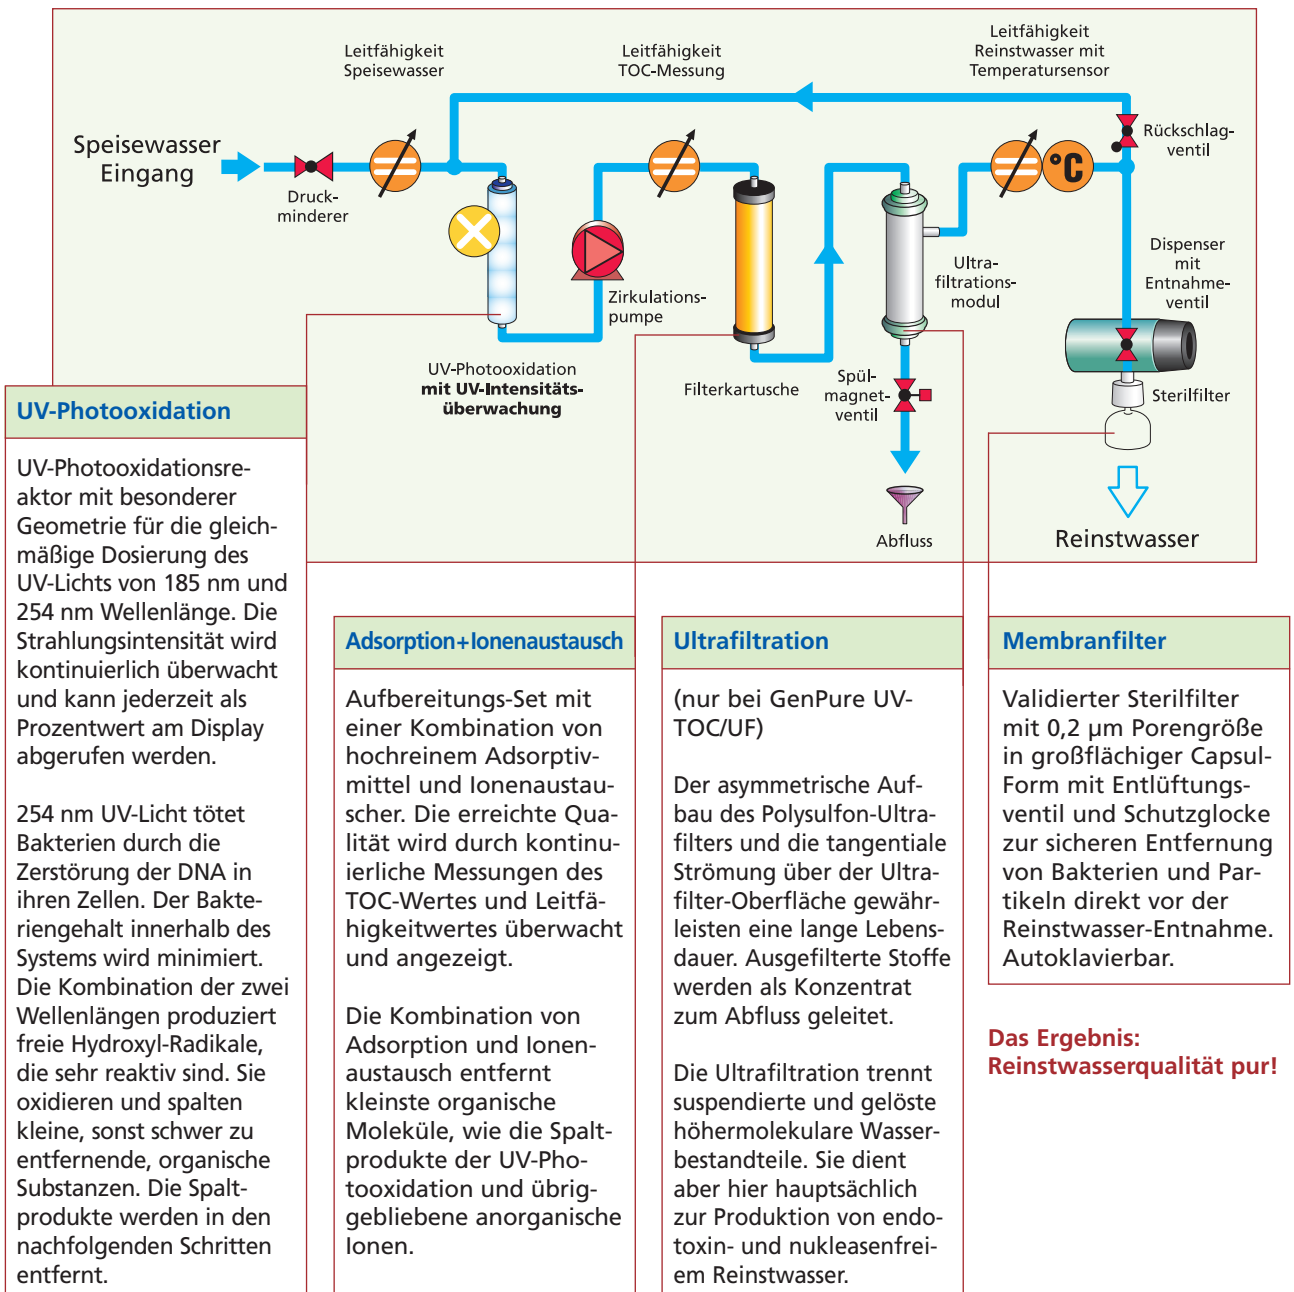 Leitfähigkeit
Speisewasser
Leitfähigkeit
TOC-Messung
Leitfähigkeit
Reinstwasser mit
Temperatursensor
Speisewasser
Eingang
Druck-
minderer
°C
Rückschlag-
ventil
Zirkulations-
pumpe
Ultra-
filtrations-
modul
Dispenser
mit
Entnahme-
ventil
UV-Photooxidation
mit UV-Intensitäts-
überwachung
Filterkartusche
Spül-
magnet-
ventil
Sterilfilter
Abfluss
Reinstwasser
UV-Photooxidation
UV-Photooxidationsre-
aktor mit besonderer
Geometrie für die gleich-
mäßige Dosierung des
UV-Lichts von 185 nm und
254 nm Wellenlänge. Die
Strahlungsintensität wird
kontinuierlich überwacht
und kann jederzeit als
Prozentwert am Display
abgerufen werden.
254 nm UV-Licht tötet
Bakterien durch die
Zerstörung der DNA in
ihren Zellen. Der Bakte-
riengehalt innerhalb des
Systems wird minimiert.
Die Kombination der zwei
Wellenlängen produziert
freie Hydroxyl-Radikale,
die sehr reaktiv sind. Sie
oxidieren und spalten
kleine, sonst schwer zu
entfernende, organische
Substanzen. Die Spalt-
produkte werden in den
nachfolgenden Schritten
entfernt.
Adsorption+Ionenaustausch
Aufbereitungs-Set mit
einer Kombination von
hochreinem Adsorptiv-
mittel und Ionenaustau-
scher. Die erreichte Qua-
lität wird durch kontinu-
ierliche Messungen des
TOC-Wertes und Leitfä-
higkeitwertes überwacht
und angezeigt.
Die Kombination von
Adsorption und Ionen-
austausch entfernt
kleinste organische
Moleküle, wie die Spalt-
produkte der UV-Pho-
tooxidation und übrig-
gebliebene anorganische
Ionen.
Ultrafiltration
(nur bei GenPure UV-
TOC/UF)
Der asymmetrische Auf-
bau des Polysulfon-Ultra-
filters und die tangentiale
Strömung über der Ultra-
filter-Oberfläche gewähr-
leisten eine lange Lebens-
dauer. Ausgefilterte Stoffe
werden als Konzentrat
zum Abfluss geleitet.
Die Ultrafiltration trennt
suspendierte und gelöste
höhermolekulare Wasser-
bestandteile. Sie dient
aber hier hauptsächlich
zur Produktion von endo-
toxin- und nukleasenfrei-
em Reinstwasser.
Membranfilter
Validierter Sterilfilter
mit 0,2 µm Porengröße
in großflächiger Capsul-
Form mit Entlüftungs-
ventil und Schutzglocke
zur sicheren Entfernung
von Bakterien und Par-
tikeln direkt vor der
Reinstwasser-Entnahme.
Autoklavierbar.
Das Ergebnis:
Reinstwasserqualität pur!